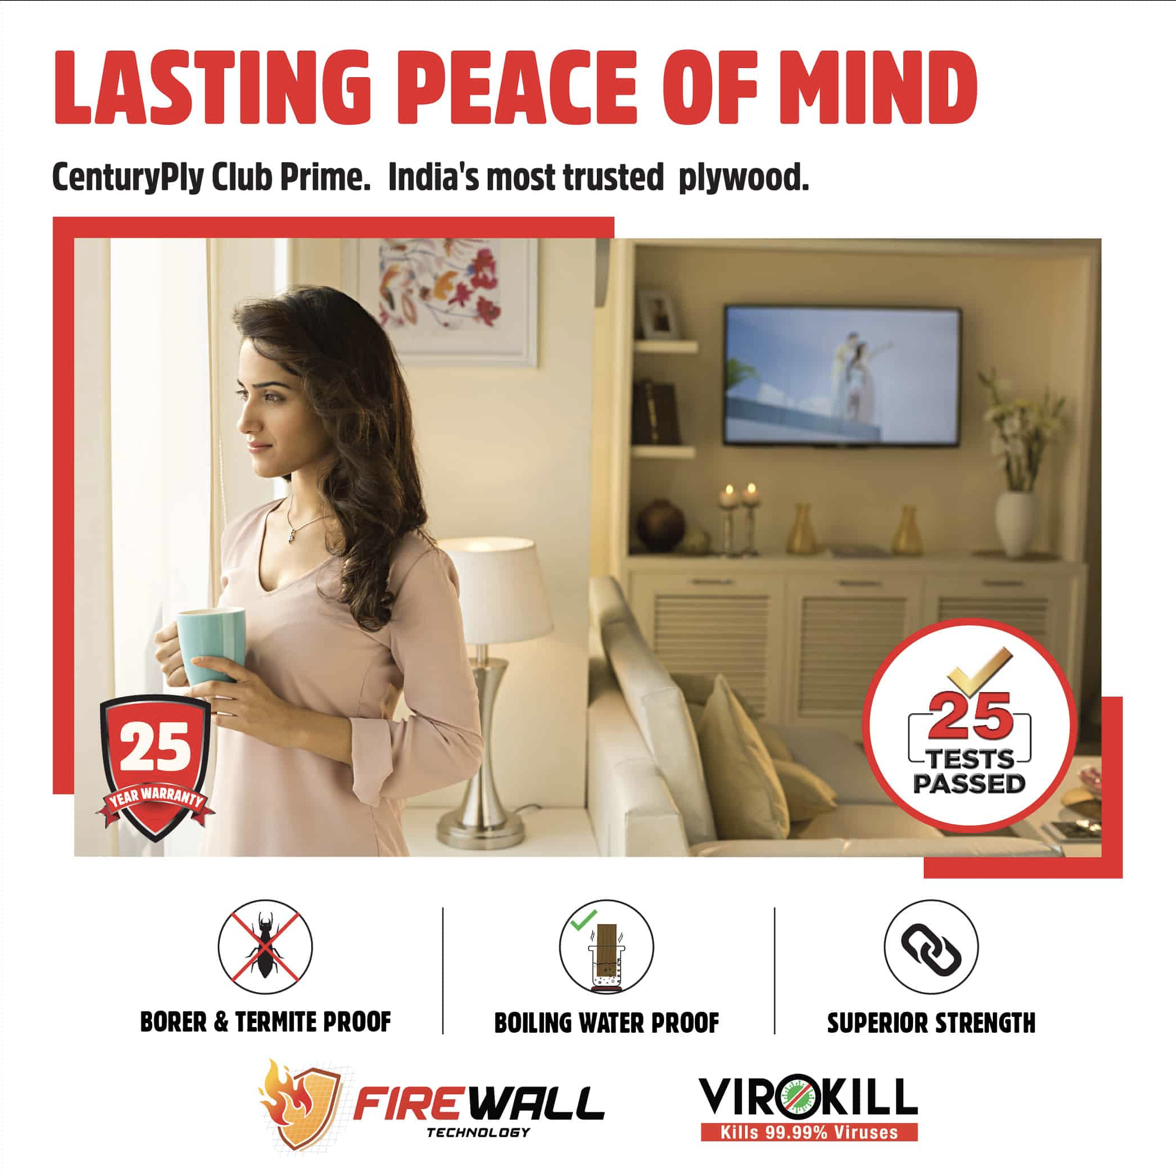 LASTING PEACE OF MIND
CenturyPly Club Prime. India's most trusted plywood.
25
YEAR WARRANTY
25
TESTS
PASSED
BORER & TERMITE PROOF
BOILING WATER PROOF
SUPERIOR STRENGTH
FIREWALL
TECHNOLOGY
VIROKILL
Kills 99.99% Viruses